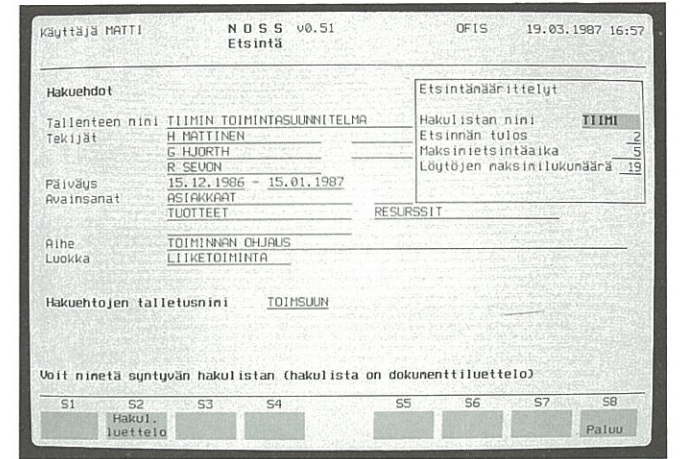 Käyttäjä MATTI N O S S v0.51 OFIS 19.03.1987 16:57
Etsintä
Hakuehdot
Tallenteen nimi TIIMIN TOIMINTASUUNNITELMA
Tekijät H MATTINEN
G HJORTH
R SEVON
Päiväys 15.12.1986 - 15.01.1987
Avainsanat ASIAKKAAT
TUOTTEET RESURSSIT
Aihe TOIMINNAN OHJAUS
Luokka LIIKETOIMINTA
Etsintämäärittelyt
Hakulistan nimi TIIMI
Etsinnän tulos 2
Maksimietsintäaika 5
Löytöjen maksimilukumäärä 19
Hakuehtojen talletusnimi TOIMSUUN
Voit nimetä syntyvän hakulistan (hakulista on dokumenttiluettelo)
S1 S2 S3 S4 S5 S6 S7 S8
Hakul.
luettelo Paluu